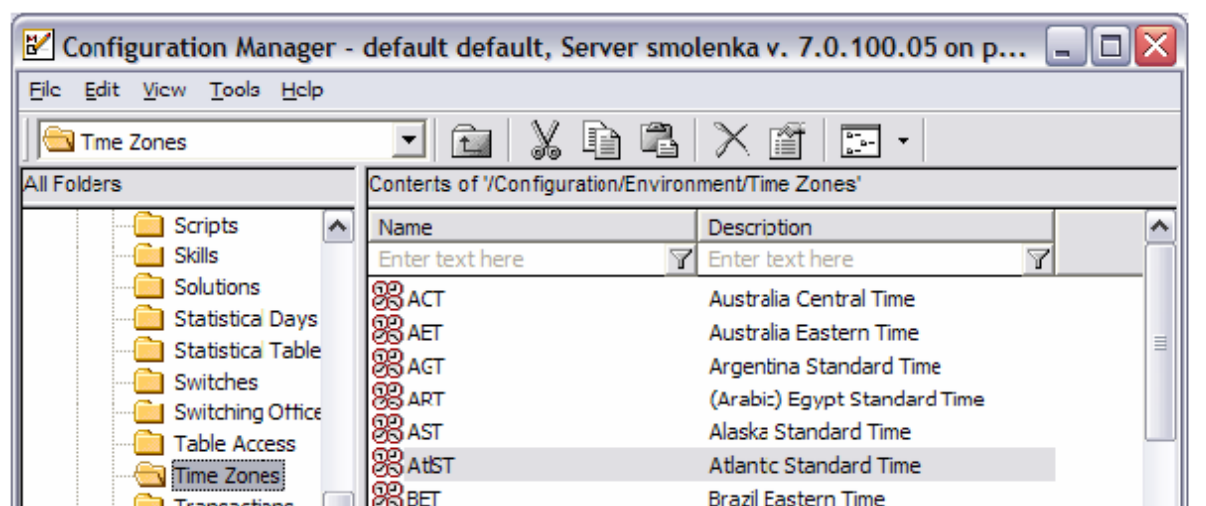 Configuration Manager - default default, Server smolenka v. 7.0.100.05 on p...
File Edit View Tools Help
Tme Zones
All Folders
Contents of '/Configuration/Environment/Time Zones'
Name Description
Enter text here Enter text here
Scripts
Skills
Solutions
Statistical Days
Statistical Table
Switches
Switching Office
Table Access
Time Zones
Transactions
ACT Australia Central Time
AET Australia Eastern Time
AGT Argentina Standard Time
ART (Arabic) Egypt Standard Time
AST Alaska Standard Time
AtlST Atlantc Standard Time
BET Brazil Eastern Time